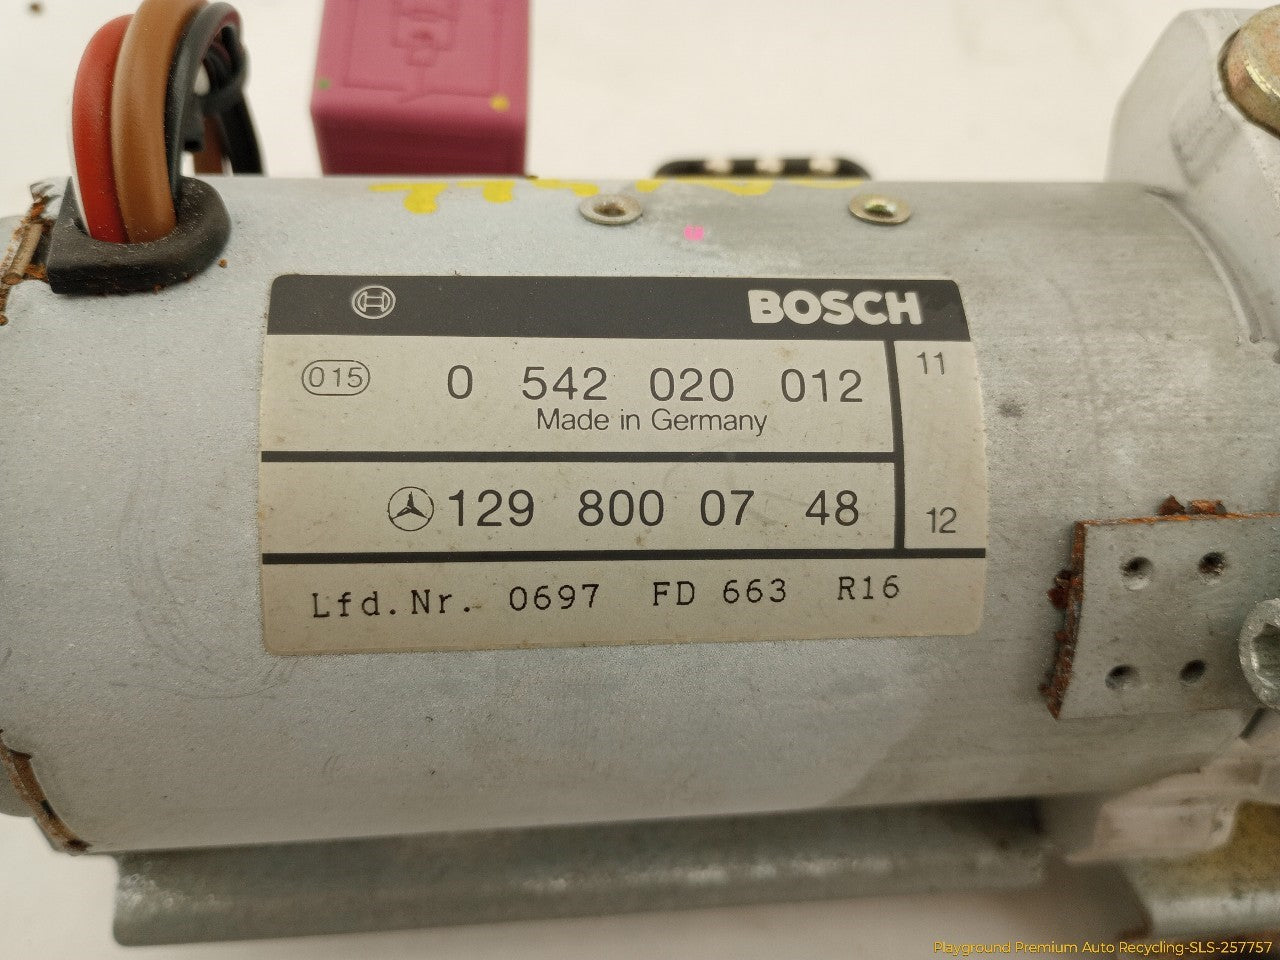 BOSCH
015 0 542 020 012 11
Made in Germany
129 800 07 48 12
Lfd.Nr. 0697 FD 663 R16
Playground Premium Auto Recycling-SLS-257757